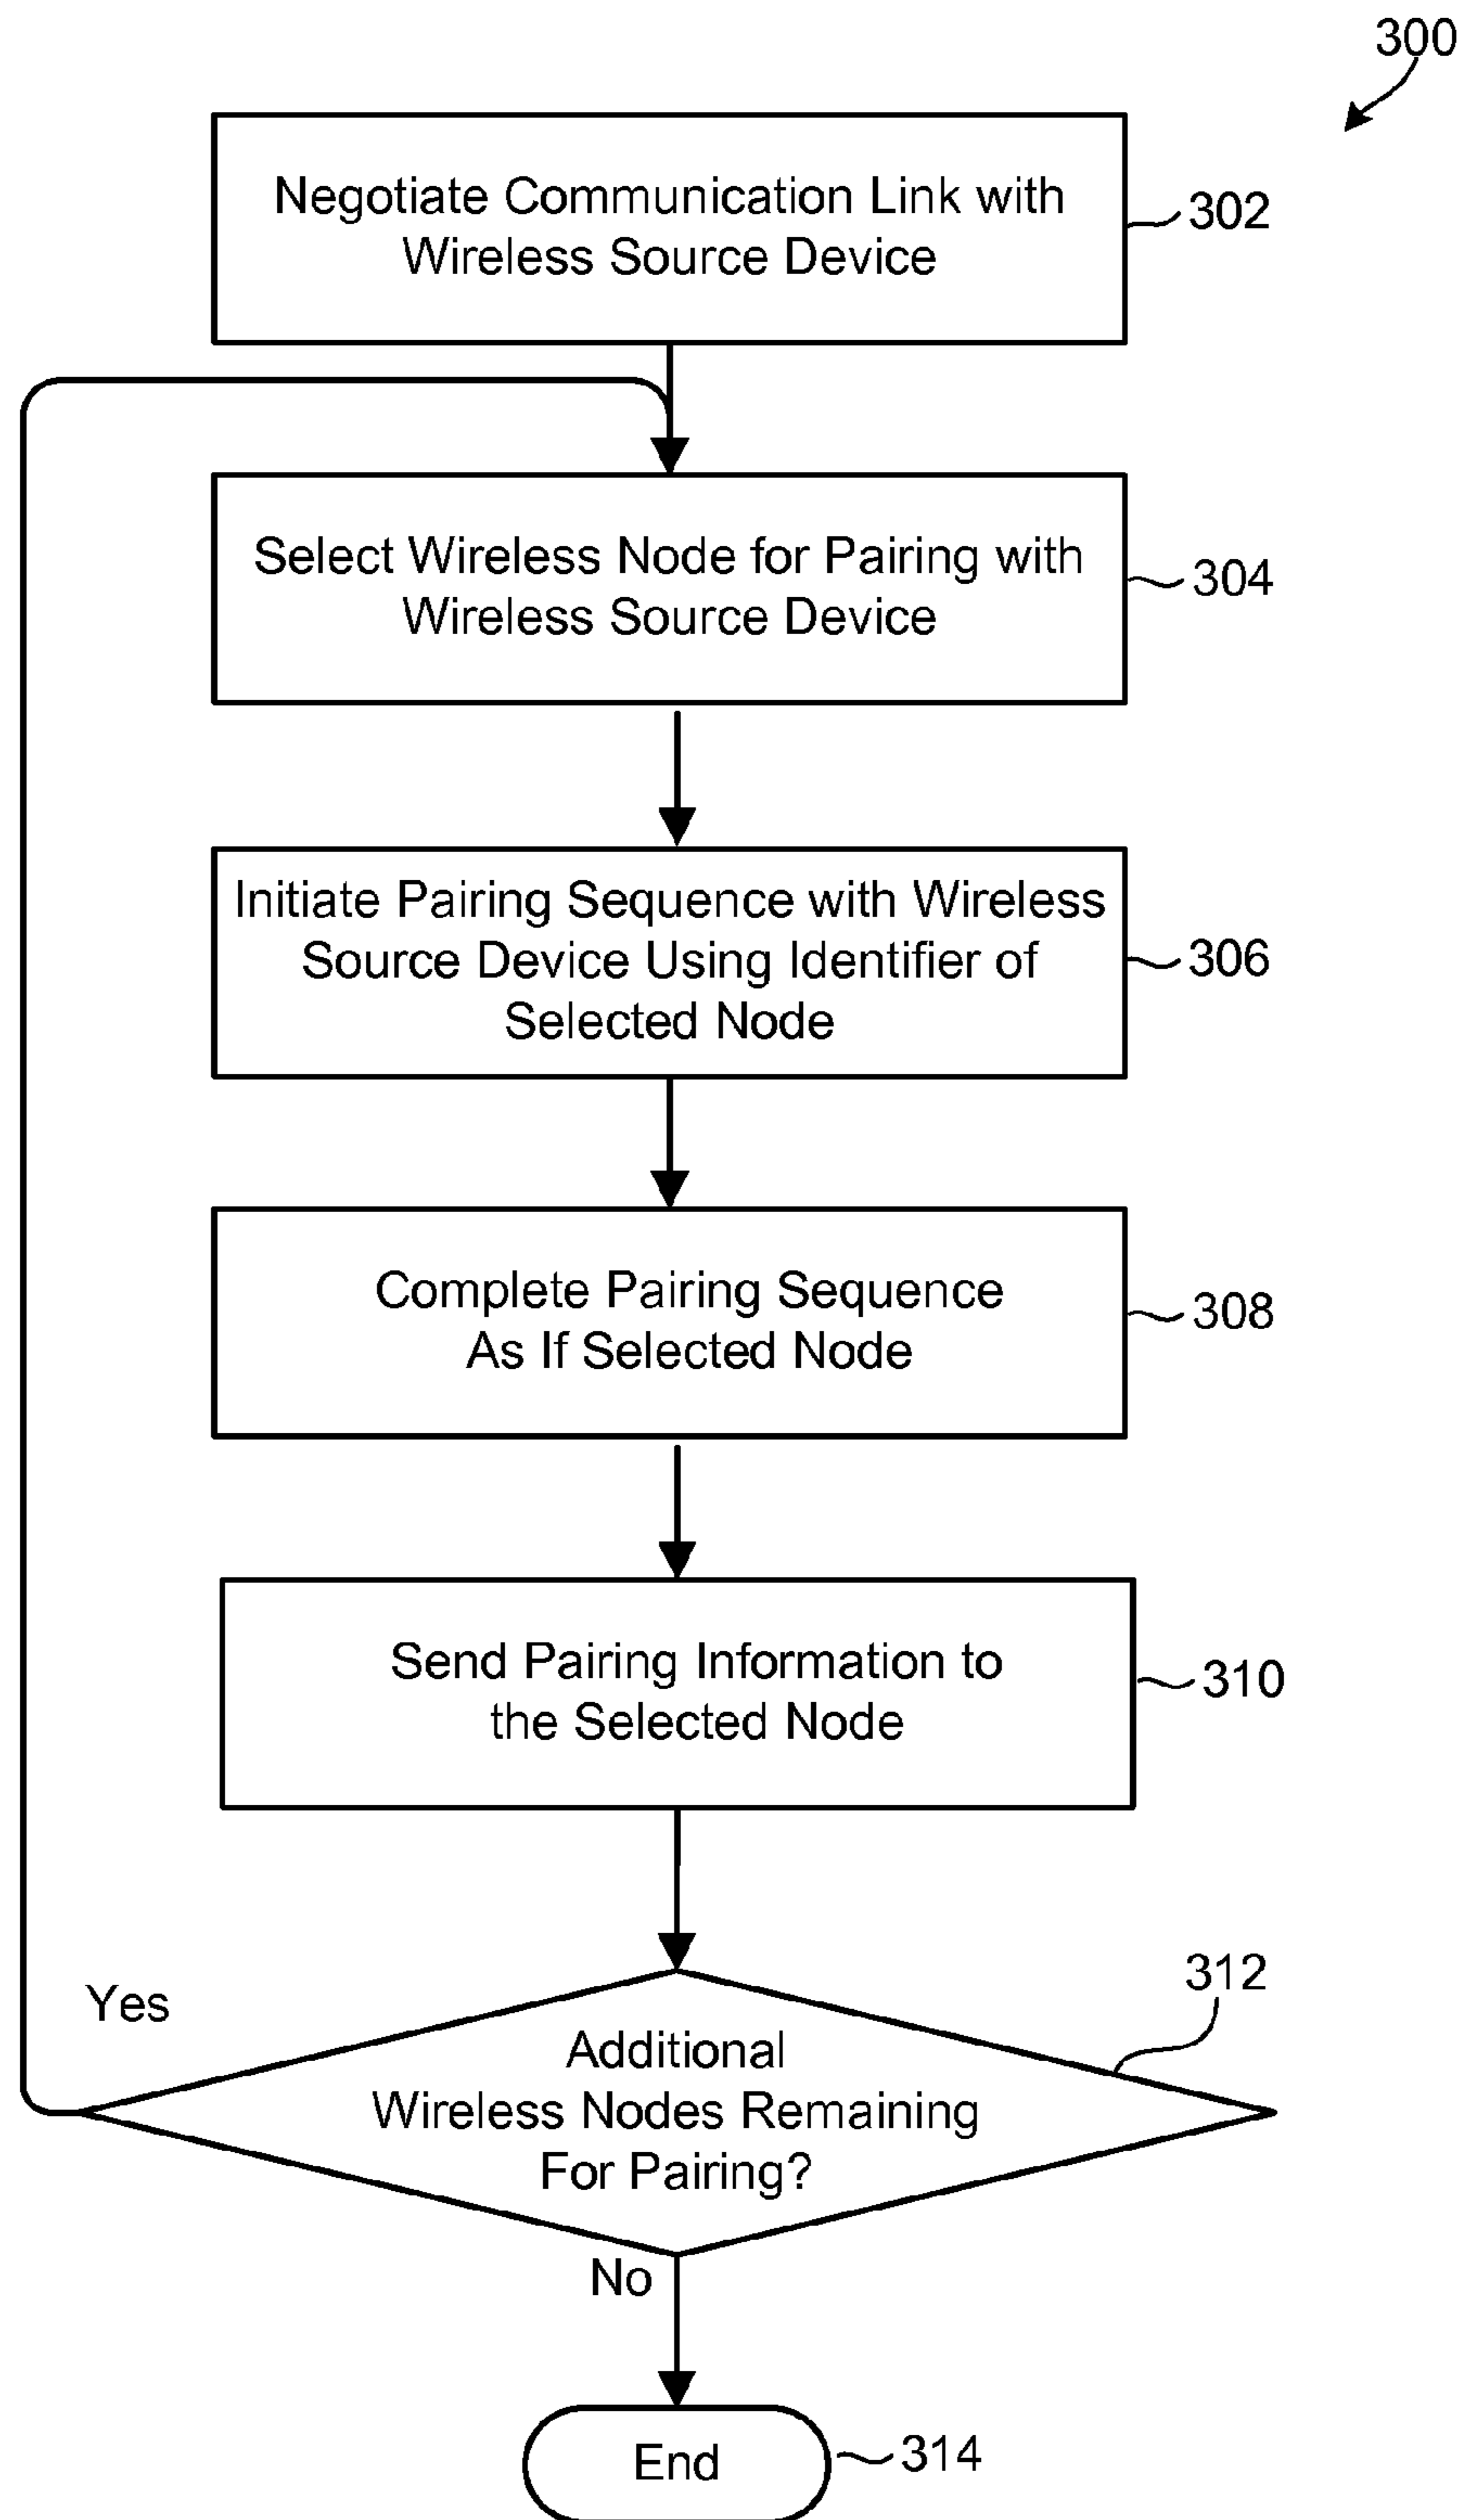 300
Negotiate Communication Link with
Wireless Source Device
302
Select Wireless Node for Pairing with
Wireless Source Device
304
Initiate Pairing Sequence with Wireless
Source Device Using Identifier of
Selected Node
306
Complete Pairing Sequence
As If Selected Node
308
Send Pairing Information to
the Selected Node
310
312
Yes
Additional
Wireless Nodes Remaining
For Pairing?
No
End
314